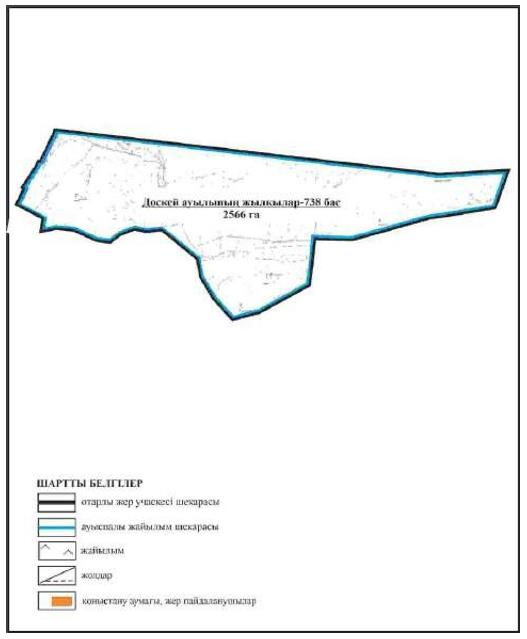 Доскей ауылының жылқылар-738 бас
2566 га
ШАРТТЫ БЕЛГІЛЕР
отарлы жер учаскесі шекарасы
ауыспалы жайылым шекарасы
жайылым
жолдар
қоныстану аумағы, жер пайдаланушылар